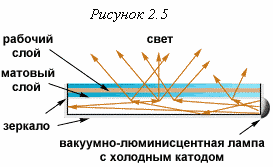 Рисунок 2.5
рабочий
слой
свет
матовый
слой
зеркало
вакуумно-люминисцентная лампа
с холодным катодом